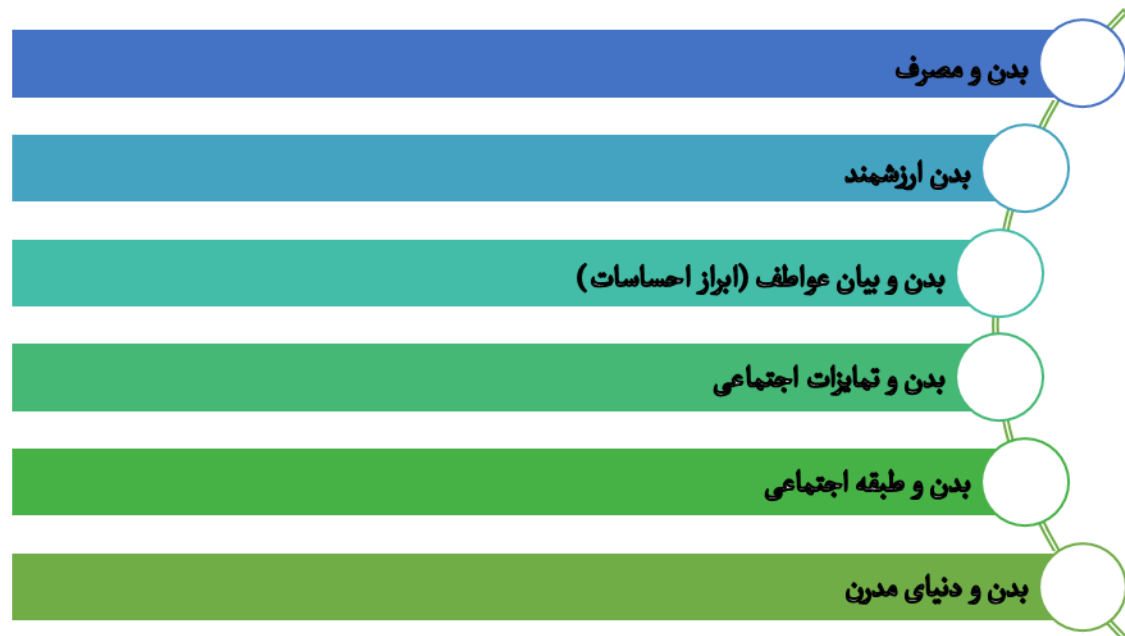 بدن و مصرف
بدن ارزشمند
بدن و بیان عواطف (ابراز احساسات)
بدن و تمایزات اجتماعی
بدن و طبقه اجتماعی
بدن و دنیای مدرن